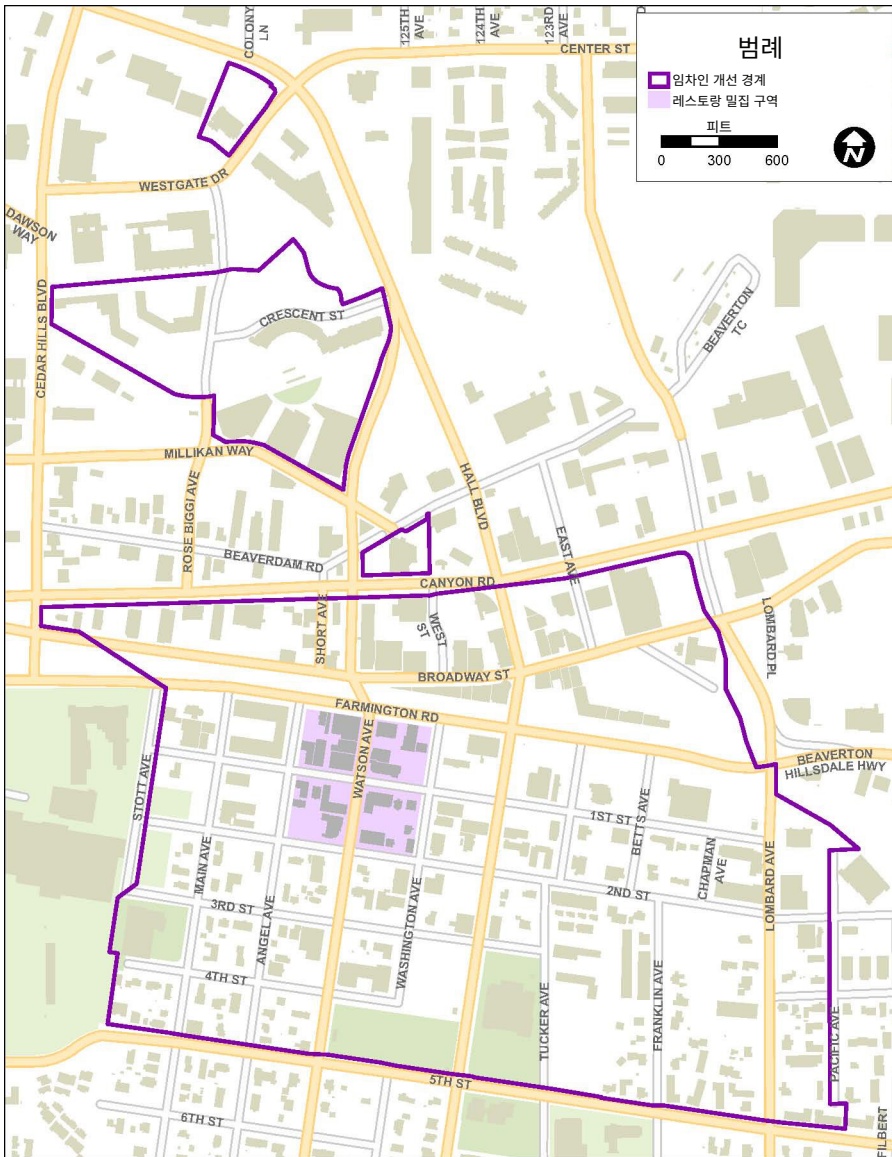 범례
임차인 개선 경계
레스토랑 밀집 구역
피트
0 300 600
N
COLONY
LN
125TH
AVE
124TH
AVE
123RD
AVE
CENTER ST
WESTGATE DR
DAWSON
WAY
CEDAR HILLS BLVD
CRESCENT ST
BEAVERTON
TC
MILLIKAN WAY
ROSE BIGGI AVE
HALL BLVD
BEAVERDAM RD
EAST AVE
CANYON RD
SHORT AVE
WEST
ST
LOMBARD PL
BROADWAY ST
FARMINGTON RD
WATSON AVE
BEAVERTON
HILLSDALE HWY
STOTT AVE
1ST ST
BETTS AVE
CHAPMAN
AVE
MAIN AVE
2ND ST
LOMBARD AVE
3RD ST
ANGEL AVE
WASHINGTON AVE
4TH ST
TUCKER AVE
FRANKLIN AVE
PACIFIC AVE
5TH ST
6TH ST
FILBERT